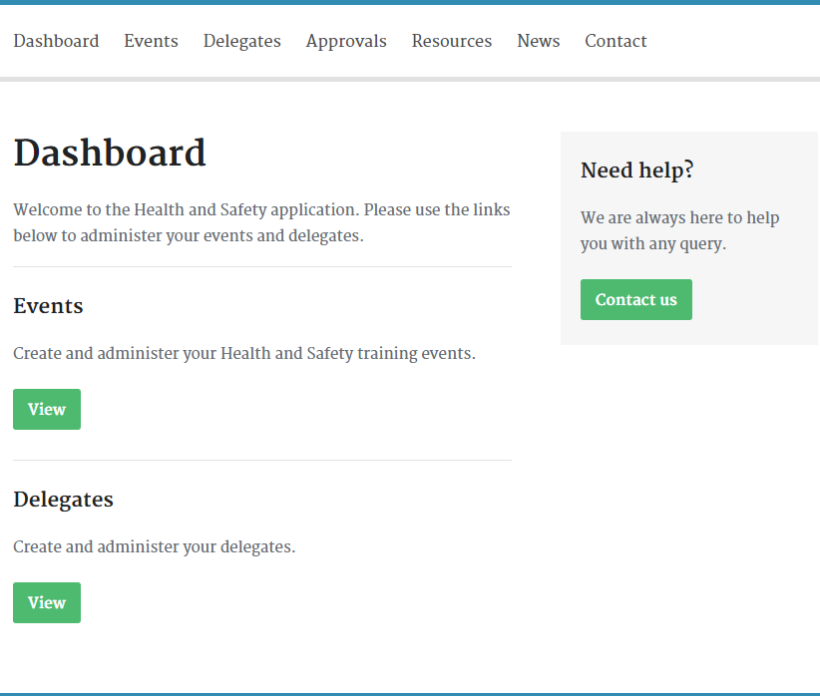 Dashboard Events Delegates Approvals Resources News Contact
Dashboard
Welcome to the Health and Safety application. Please use the links
below to administer your events and delegates.
Events
Create and administer your Health and Safety training events.
View
Delegates
Create and administer your delegates.
View
Need help?
We are always here to help
you with any query.
Contact us